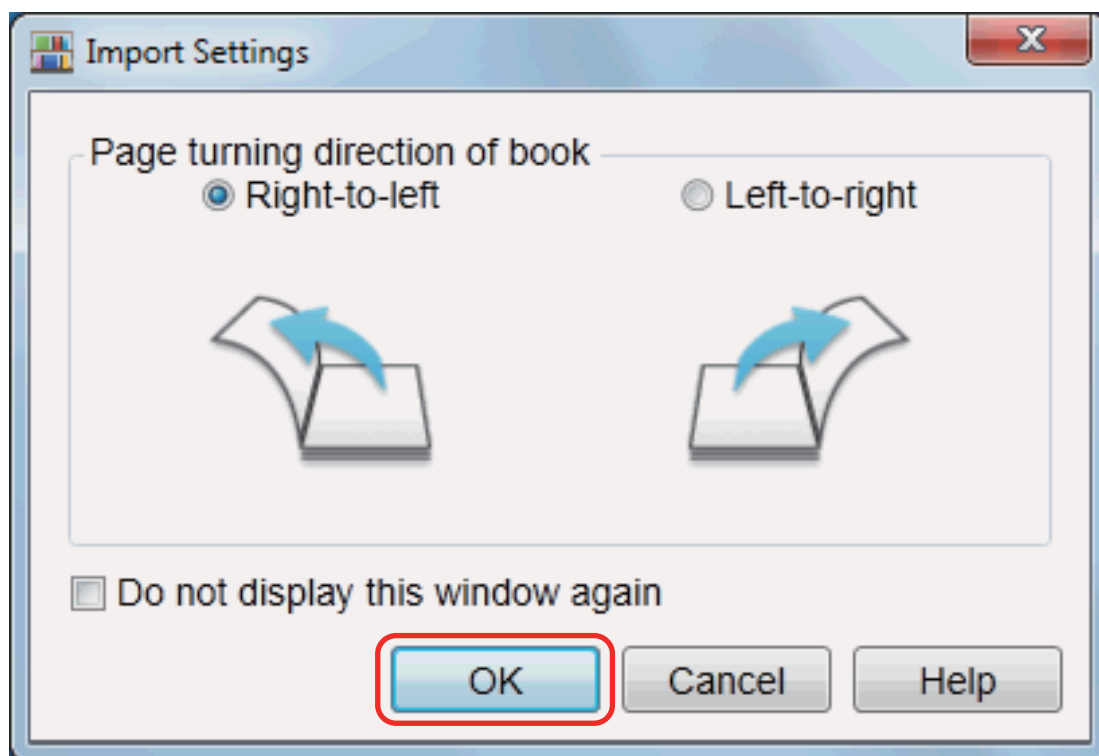 Import Settings
Page turning direction of book
Right-to-left Left-to-right
Do not display this window again
OK Cancel Help